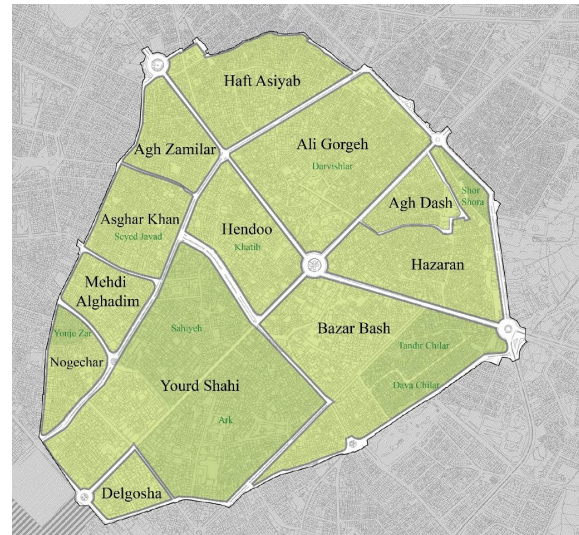 Haft Asiyab
Agh Zamilar
Ali Gorgeh
Darvishlar
Shor
Shora
Agh Dash
Asghar Khan
Seyed Javad
Hendoo
Khatib
Hazaran
Mehdi
Alghadim
Yonje Zar
Nogechar
Sahiyeh
Bazar Bash
Tandir Chilar
Dava Chilar
Yourd Shahi
Ark
Delgosha